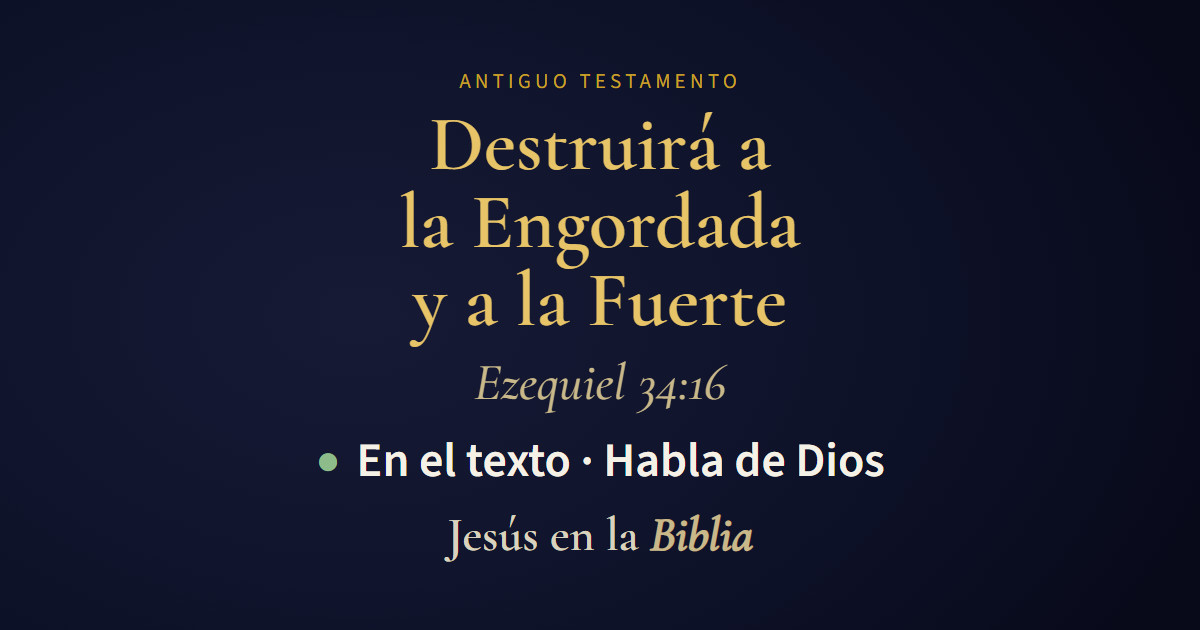 ANTIGUO TESTAMENTO
Destruirá a
la Engordada
y a la Fuerte
Ezequiel 34:16
• En el texto · Habla de Dios
Jesús en la Biblia